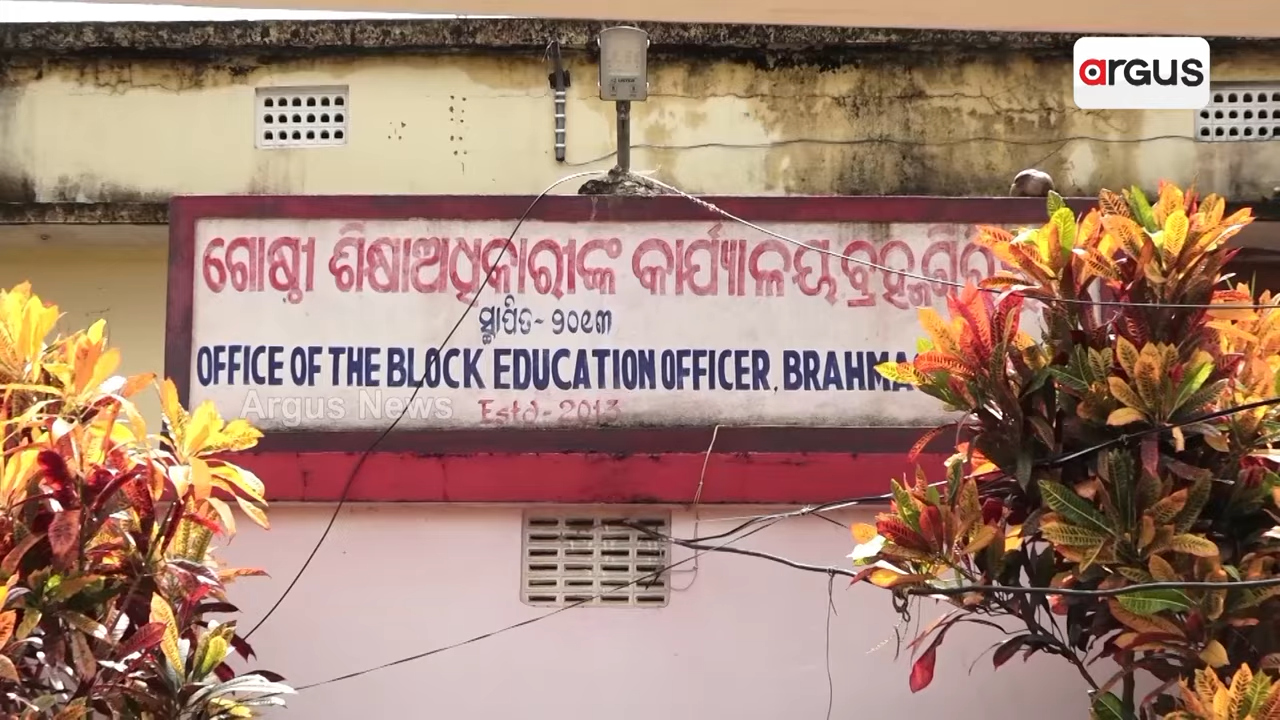 argus
ଗୋଷ୍ଠୀ ଶିକ୍ଷାଅଧିକାରୀଙ୍କ କାର୍ଯ୍ୟାଳୟ
ସ୍ଥାପିତ- ୨୦୧୩
OFFICE OF THE BLOCK EDUCATION OFFICER,
Argus News
Estd- 2013